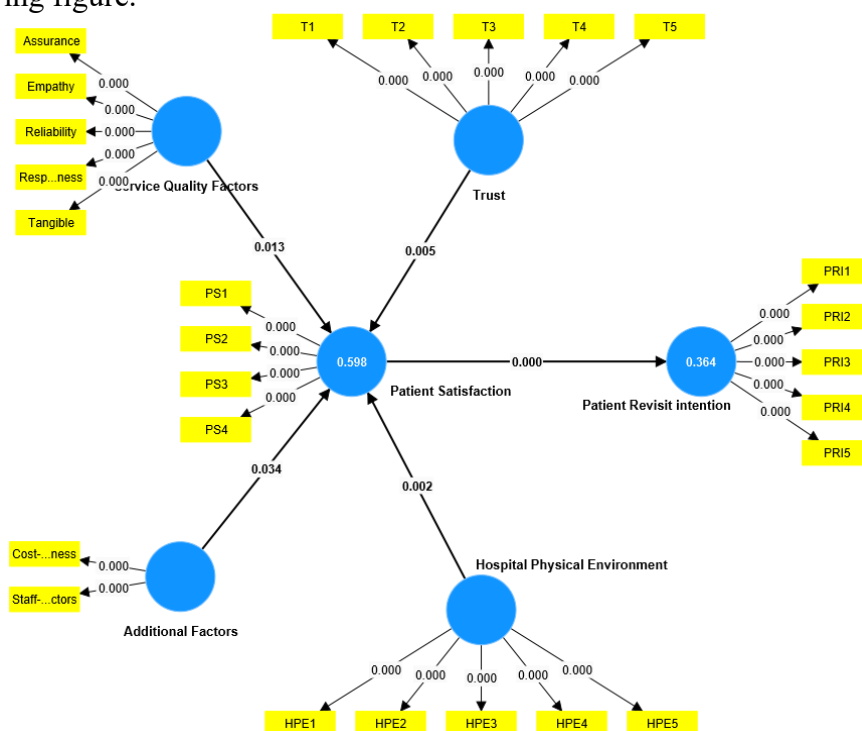 ing figure.
T1
T2
T3
T4
T5
Assurance
Empathy
Reliability
Resp...ness
Tangible
0.000
0.000
0.000
0.000
0.000
0.000
0.000
0.000
0.000
0.000
Service Quality Factors
Trust
0.013
0.005
PS1
PS2
PS3
PS4
0.000
0.000
0.000
0.000
0.598
Patient Satisfaction
0.000
0.364
Patient Revisit intention
PRI1
PRI2
PRI3
PRI4
PRI5
0.000
0.000
0.000
0.000
0.000
0.034
0.002
Cost-...ness
Staff-...ctors
0.000
0.000
Additional Factors
Hospital Physical Environment
0.000
0.000
0.000
0.000
0.000
HPE1
HPE2
HPE3
HPE4
HPE5